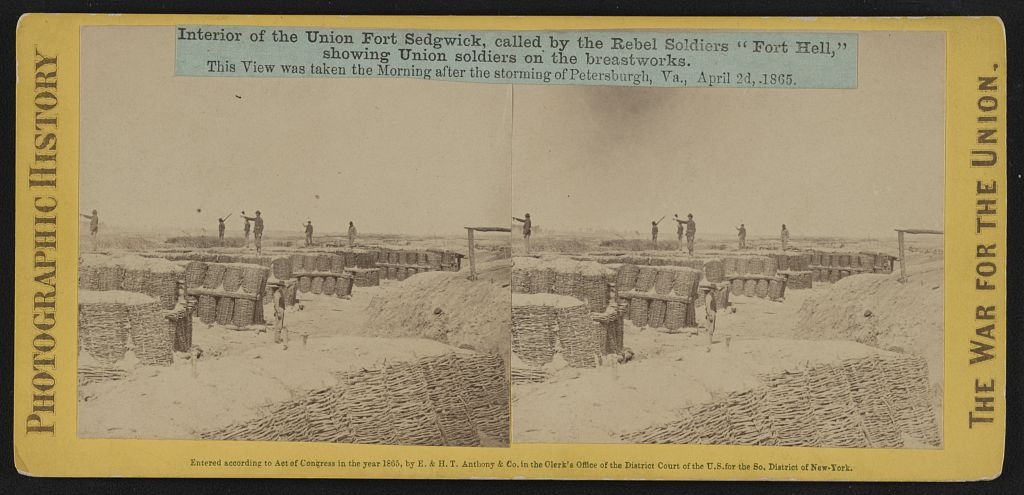 Interior of the Union Fort Sedgwick, called by the Rebel Soldiers "Fort Hell,"
showing Union soldiers on the breastworks.
This View was taken the Morning after the storming of Petersburgh, Va., April 2d, 1865.
PHOTOGRAPHIC HISTORY
THE WAR FOR THE UNION.
Entered according to Act of Congress in the year 1865, by E. & H. T. Anthony & Co. in the Clerk's Office of the District Court of the U.S. for the So. District of New-York.